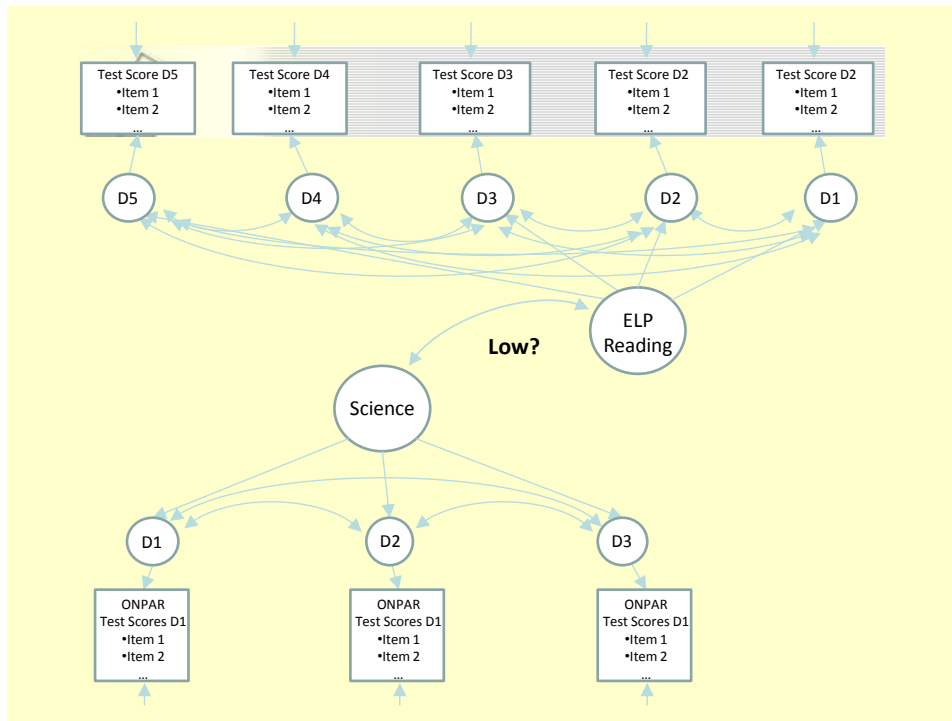 Test Score D5
•Item 1
•Item 2
...
Test Score D4
•Item 1
•Item 2
...
Test Score D3
•Item 1
•Item 2
...
Test Score D2
•Item 1
•Item 2
...
Test Score D2
•Item 1
•Item 2
...
D5
D4
D3
D2
D1
ELP
Reading
Low?
Science
D1
D2
D3
ONPAR
Test Scores D1
•Item 1
•Item 2
...
ONPAR
Test Scores D1
•Item 1
•Item 2
...
ONPAR
Test Scores D1
•Item 1
•Item 2
...